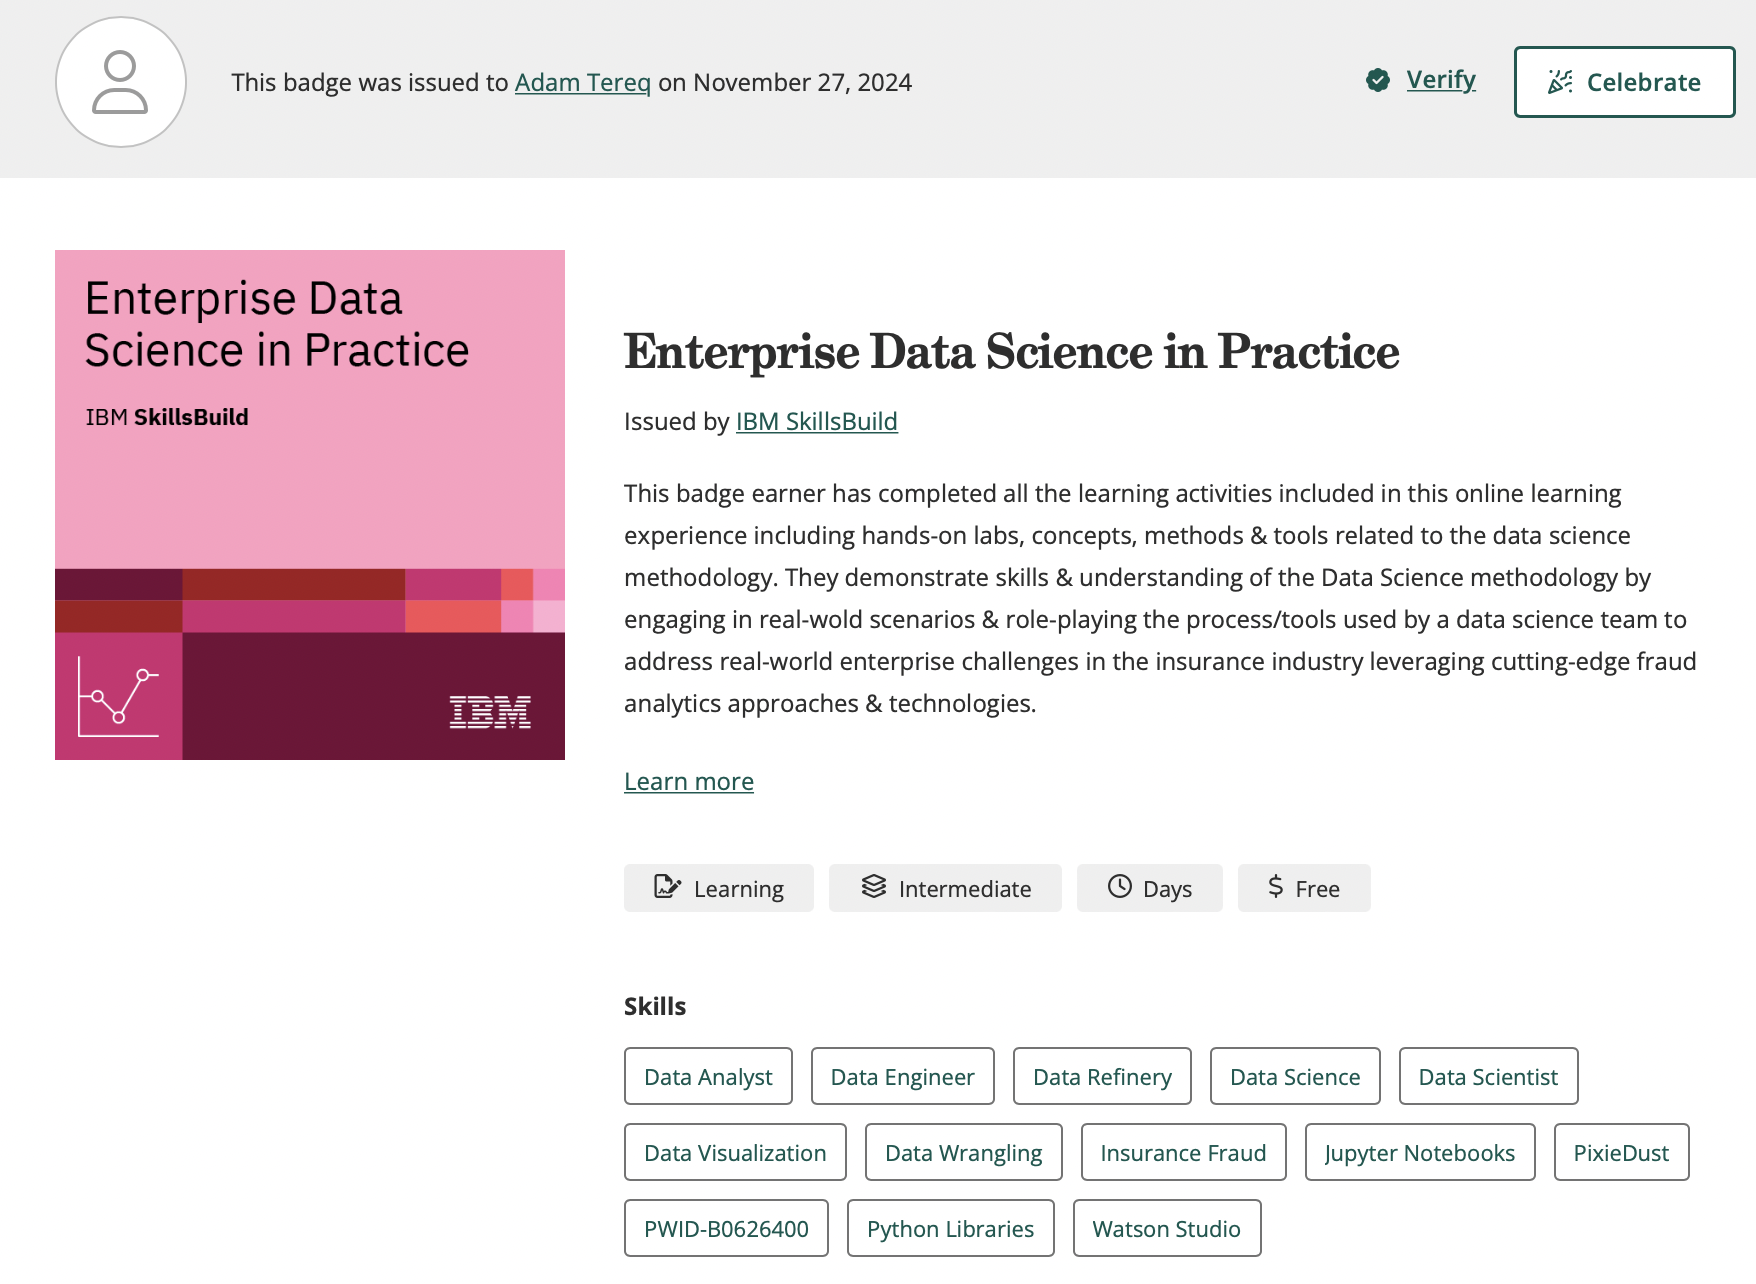 This badge was issued to Adam Tereq on November 27, 2024
Verify
Celebrate
Enterprise Data
Science in Practice
IBM SkillsBuild
IBM
Enterprise Data Science in Practice
Issued by IBM SkillsBuild
This badge earner has completed all the learning activities included in this online learning
experience including hands-on labs, concepts, methods & tools related to the data science
methodology. They demonstrate skills & understanding of the Data Science methodology by
engaging in real-wold scenarios & role-playing the process/tools used by a data science team to
address real-world enterprise challenges in the insurance industry leveraging cutting-edge fraud
analytics approaches & technologies.
Learn more
Learning Intermediate Days $ Free
Skills
Data Analyst Data Engineer Data Refinery Data Science Data Scientist
Data Visualization Data Wrangling Insurance Fraud Jupyter Notebooks PixieDust
PWID-B0626400 Python Libraries Watson Studio